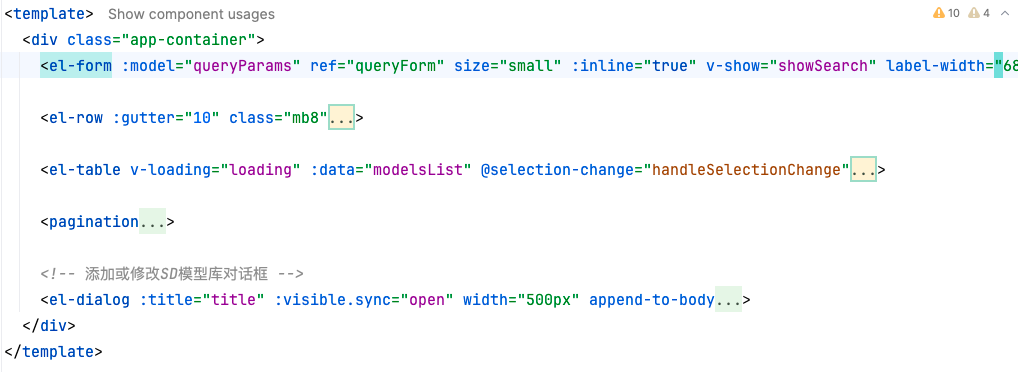 <template> Show component usages 10 4
<div class="app-container">
<el-form :model="queryParams" ref="queryForm" size="small" :inline="true" v-show="showSearch" label-width="68
<el-row :gutter="10" class="mb8"...>
<el-table v-loading="loading" :data="modelsList" @selection-change="handleSelectionChange"...>
<pagination...>
<!-- 添加或修改SD模型库对话框 -->
<el-dialog :title="title" :visible.sync="open" width="500px" append-to-body...>
</div>
</template>